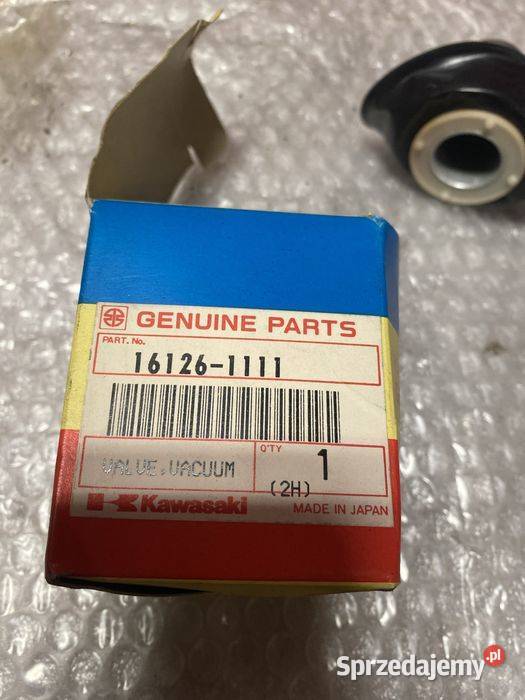 GENUINE PARTS
PART. No.
16126-1111
VALVE,VACUUM
Q'TY
1
(2H)
Kawasaki
MADE IN JAPAN
Sprzedajemy.pl